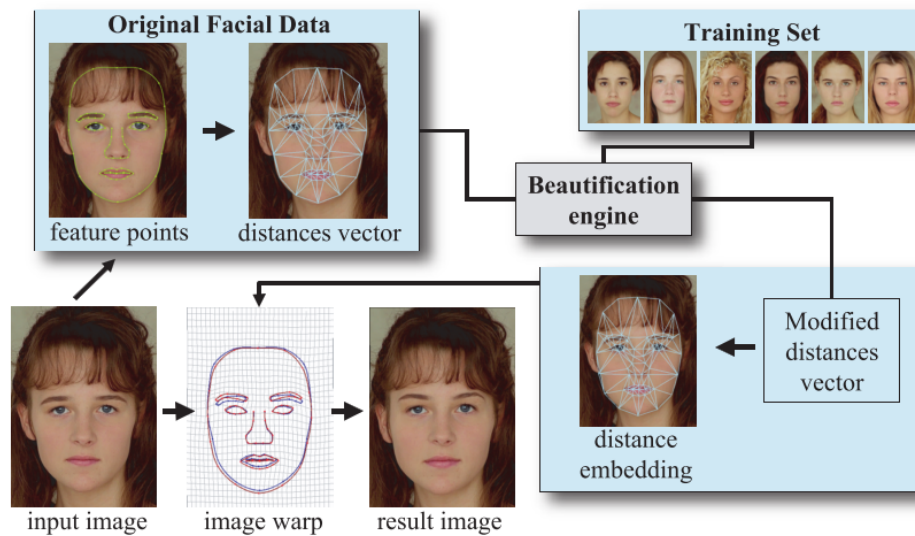 Original Facial Data
feature points
distances vector
Training Set
Beautification
engine
Modified
distances
vector
distance
embedding
input image
image warp
result image